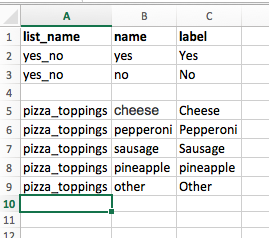 A B C
1 list_name name label
2 yes_no yes Yes
3 yes_no no No
4
5 pizza_toppings cheese Cheese
6 pizza_toppings pepperoni Pepperoni
7 pizza_toppings sausage Sausage
8 pizza_toppings pineapple pineapple
9 pizza_toppings other Other
10
11
12